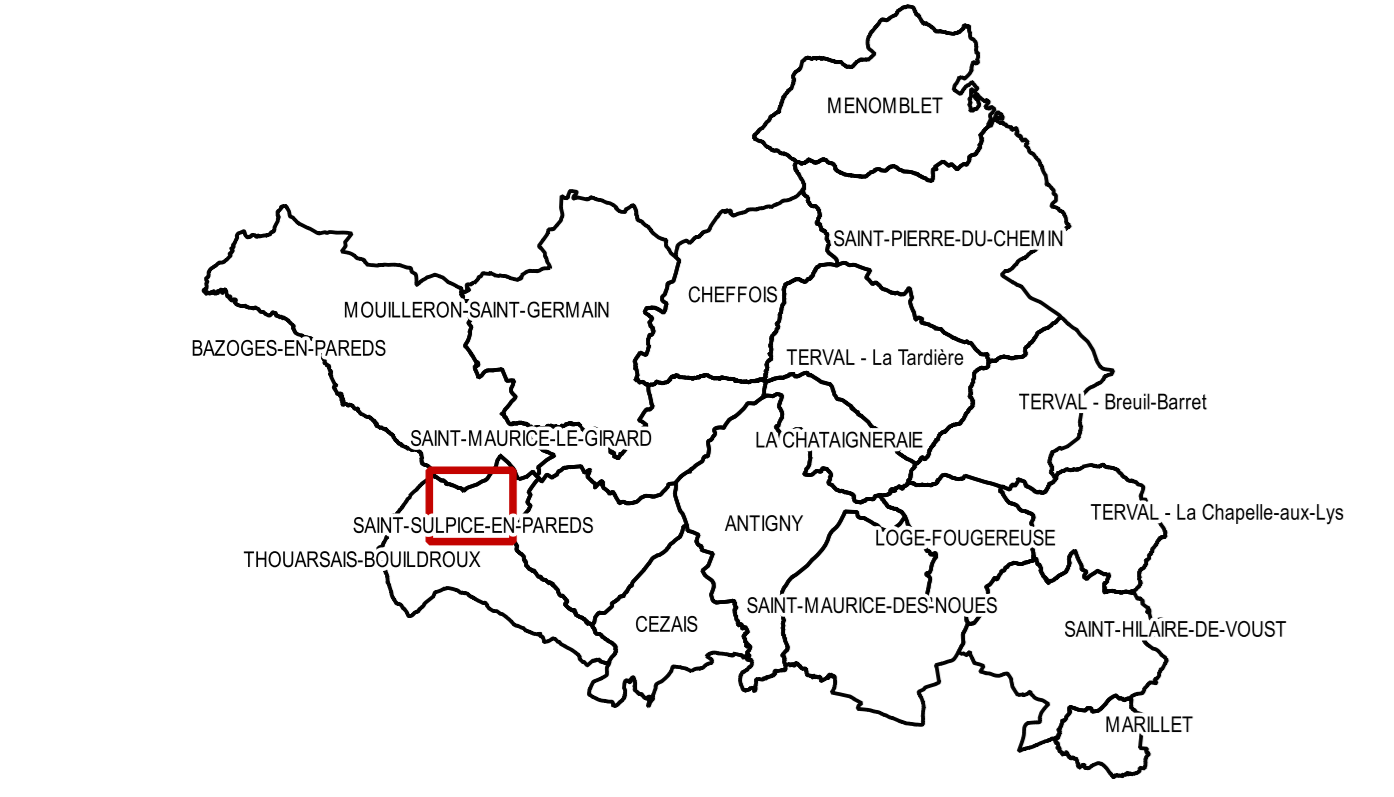 MENOMBLET
SAINT-PIERRE-DU-CHEMIN
CHEFFOIS
MOUILLERON-SAINT-GERMAIN
BAZOGES-EN-PAREDS
TERVAL - La Tardière
TERVAL - Breuil-Barret
SAINT-MAURICE-LE-GIRARD
LA CHATAIGNERAIE
TERVAL - La Chapelle-aux-Lys
SAINT-SULPICE-EN-PAREDS
ANTIGNY
LOGE-FOUGEREUSE
THOUARSAIS-BOUILDROUX
SAINT-MAURICE-DES-NOUES
CEZAIS
SAINT-HILAIRE-DE-VOUST
MARILLET